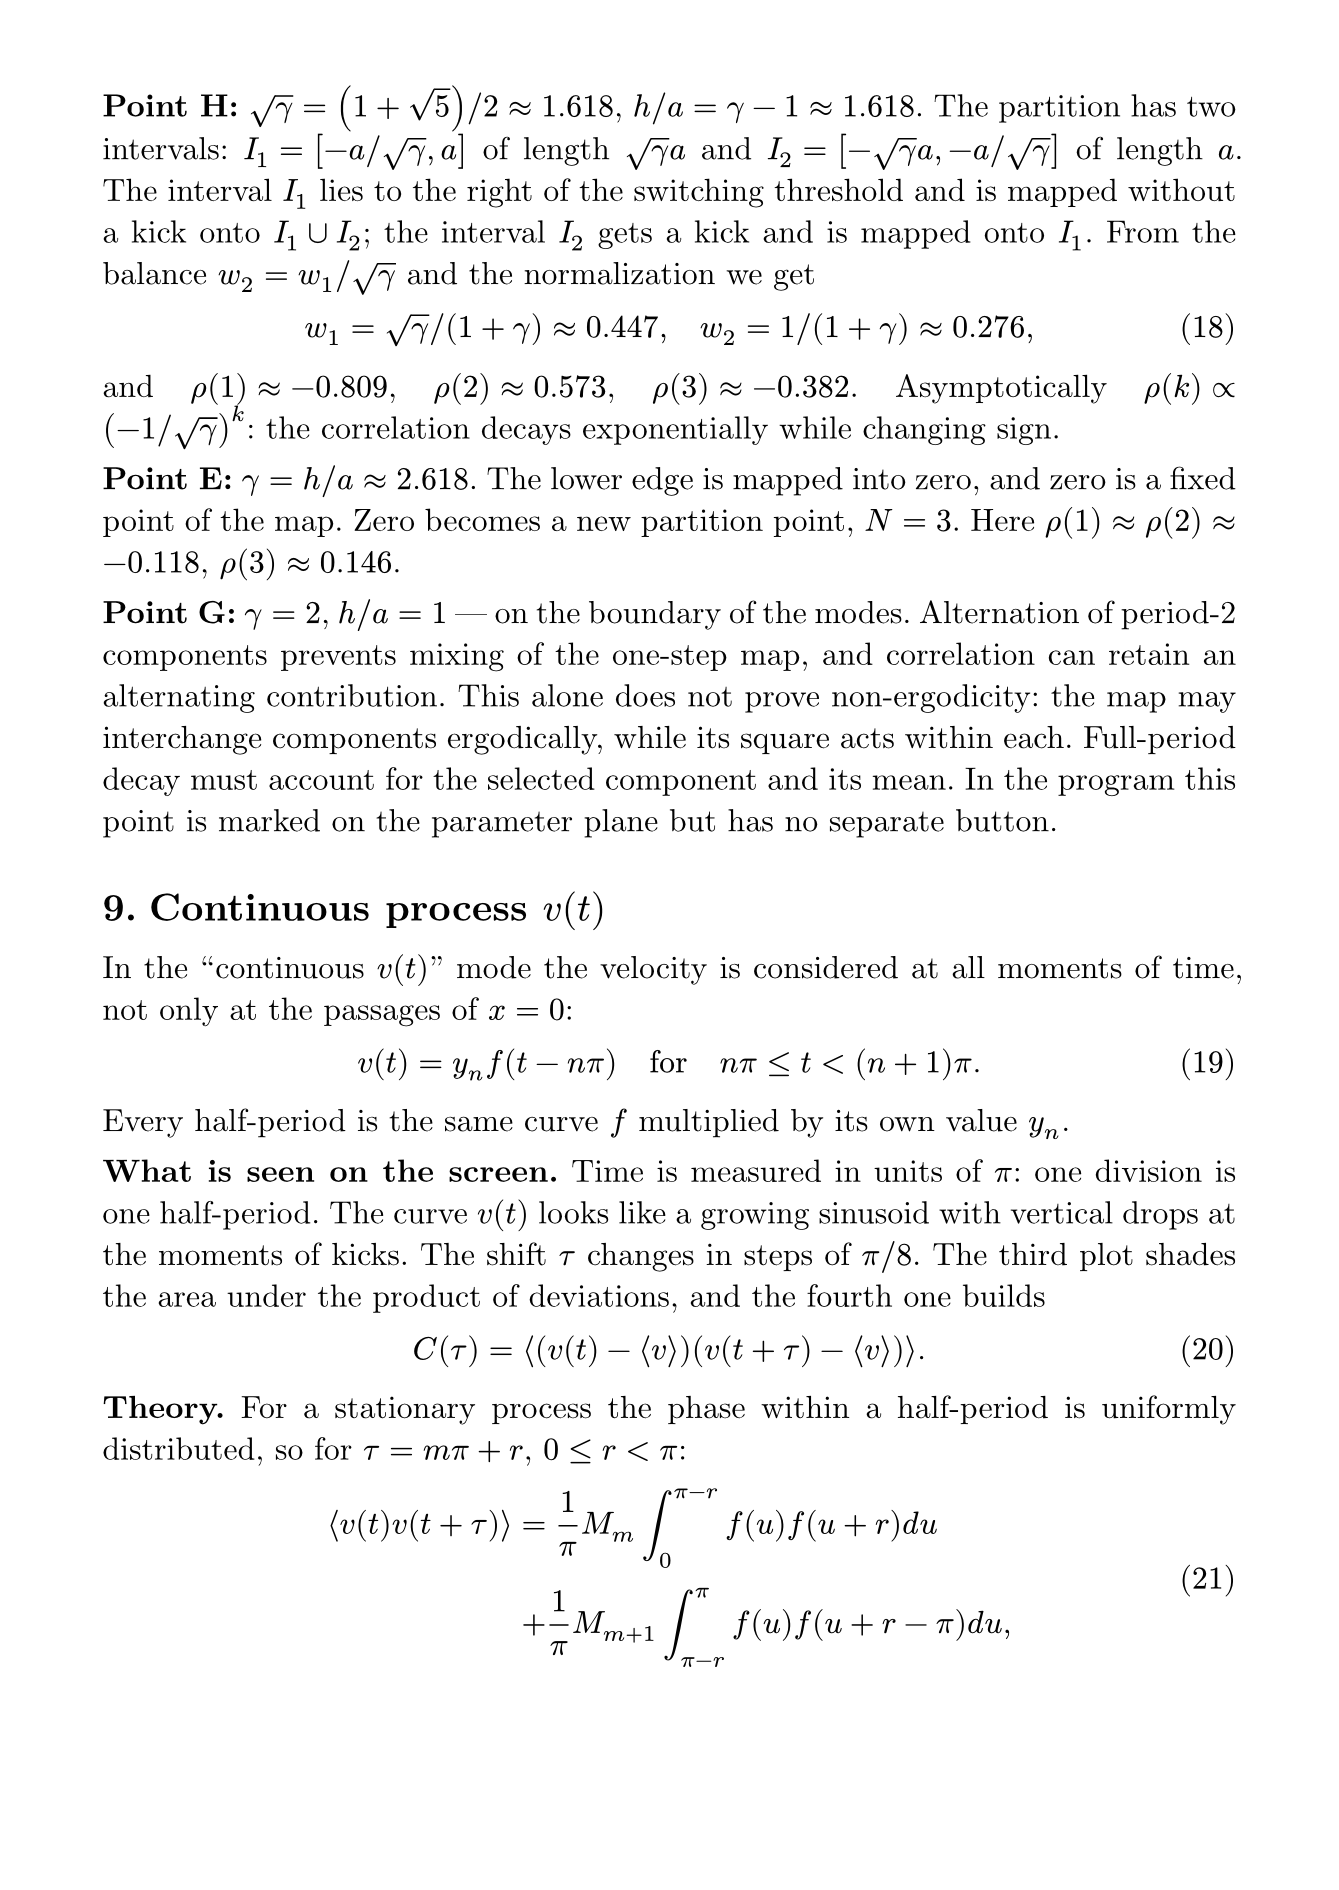 Point H: √γ = (1 + √5)/2 ≈ 1.618, h/a = γ − 1 ≈ 1.618. The partition has two
intervals: I₁ = [−a/√γ, a] of length √γa and I₂ = [−√γa, −a/√γ] of length a.
The interval I₁ lies to the right of the switching threshold and is mapped without
a kick onto I₁ ∪ I₂; the interval I₂ gets a kick and is mapped onto I₁. From the
balance w₂ = w₁/√γ and the normalization we get
w₁ = √γ/(1 + γ) ≈ 0.447, w₂ = 1/(1 + γ) ≈ 0.276, (18)
and ρ(1) ≈ −0.809, ρ(2) ≈ 0.573, ρ(3) ≈ −0.382. Asymptotically ρ(k) ∝
(−1/√γ)ᵏ: the correlation decays exponentially while changing sign.
Point E: γ = h/a ≈ 2.618. The lower edge is mapped into zero, and zero is a fixed
point of the map. Zero becomes a new partition point, N = 3. Here ρ(1) ≈ ρ(2) ≈
−0.118, ρ(3) ≈ 0.146.
Point G: γ = 2, h/a = 1 — on the boundary of the modes. Alternation of period-2
components prevents mixing of the one-step map, and correlation can retain an
alternating contribution. This alone does not prove non-ergodicity: the map may
interchange components ergodically, while its square acts within each. Full-period
decay must account for the selected component and its mean. In the program this
point is marked on the parameter plane but has no separate button.
9. Continuous process v(t)
In the “continuous v(t)” mode the velocity is considered at all moments of time,
not only at the passages of x = 0:
v(t) = yₙf(t − nπ) for nπ ≤ t < (n + 1)π. (19)
Every half-period is the same curve f multiplied by its own value yₙ.
What is seen on the screen. Time is measured in units of π: one division is
one half-period. The curve v(t) looks like a growing sinusoid with vertical drops at
the moments of kicks. The shift τ changes in steps of π/8. The third plot shades
the area under the product of deviations, and the fourth one builds
C(τ) = ⟨(v(t) − ⟨v⟩)(v(t + τ) − ⟨v⟩)⟩. (20)
Theory. For a stationary process the phase within a half-period is uniformly
distributed, so for τ = mπ + r, 0 ≤ r < π:
⟨v(t)v(t + τ)⟩ = (1/π)M_m ∫₀^{π−r} f(u)f(u + r)du
+(1/π)M_{m+1} ∫_{π−r}^{π} f(u)f(u + r − π)du, (21)